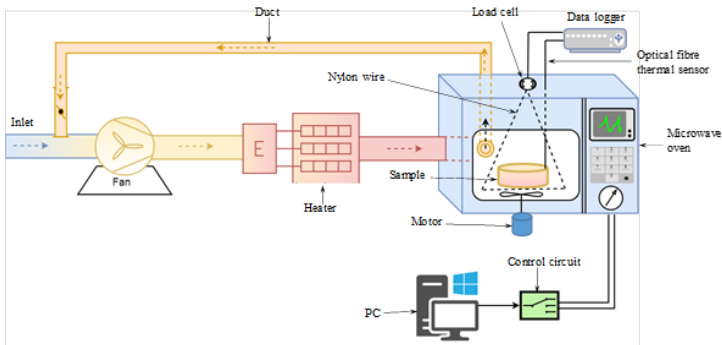 Duct
Load cell
Data logger
Optical fibre
thermal sensor
Nylon wire
Inlet
Microwave
oven
E
Sample
Fan
Heater
Motor
Control circuit
PC